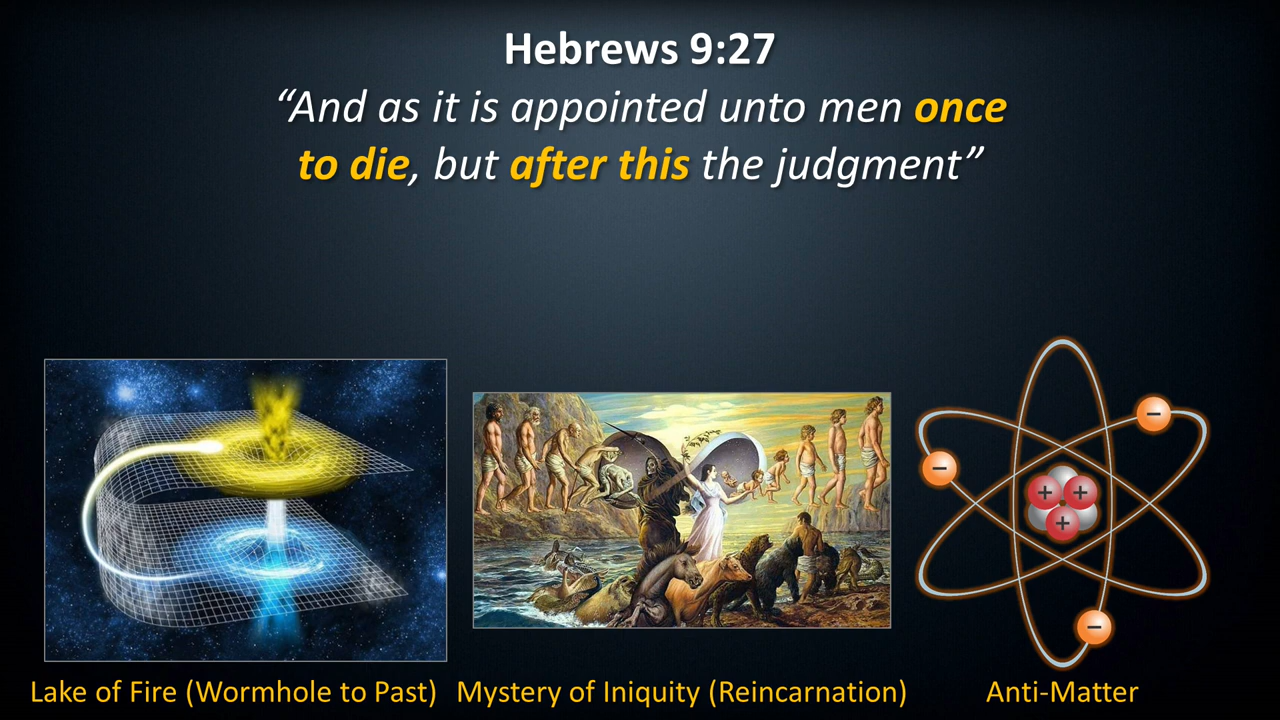 Hebrews 9:27
“And as it is appointed unto men once
to die, but after this the judgment”
− −
+ +
+
−
Lake of Fire (Wormhole to Past) Mystery of Iniquity (Reincarnation) Anti-Matter